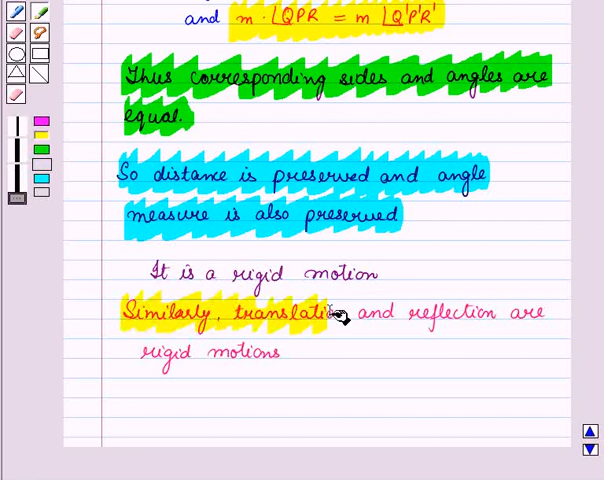 and m∠QPR = m∠Q'P'R'
Thus corresponding sides and angles are
equal.
So distance is preserved and angle
measure is also preserved
It is a rigid motion
Similarly, translation and reflection are
rigid motions